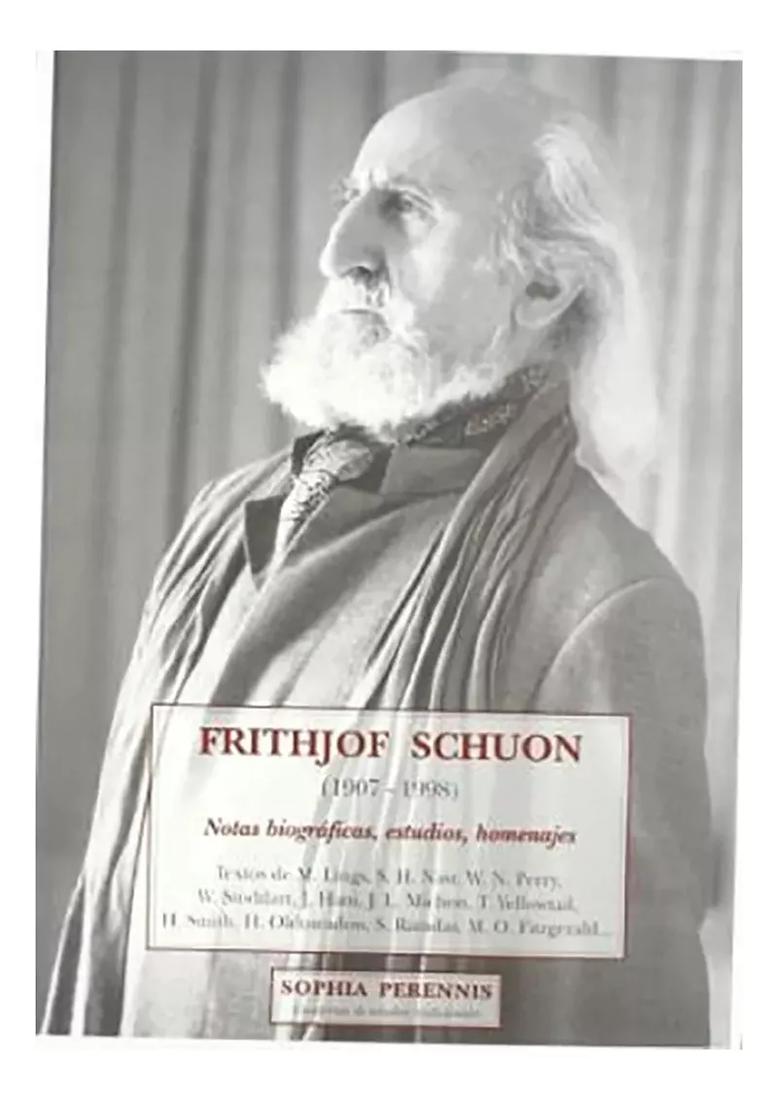 FRITHJOF SCHUON
(1907 - 1998)
Notas biográficas, estudios, homenajes
Textos de M. Lings, S. H. Nasr, W. N. Perry,
W. Stoddart, J. Hani, J. L. Michon, T. Yellowtail,
H. Smith, H. Oldmeadow, S. Ramdas, M. O. Fitzgerald...
SOPHIA PERENNIS